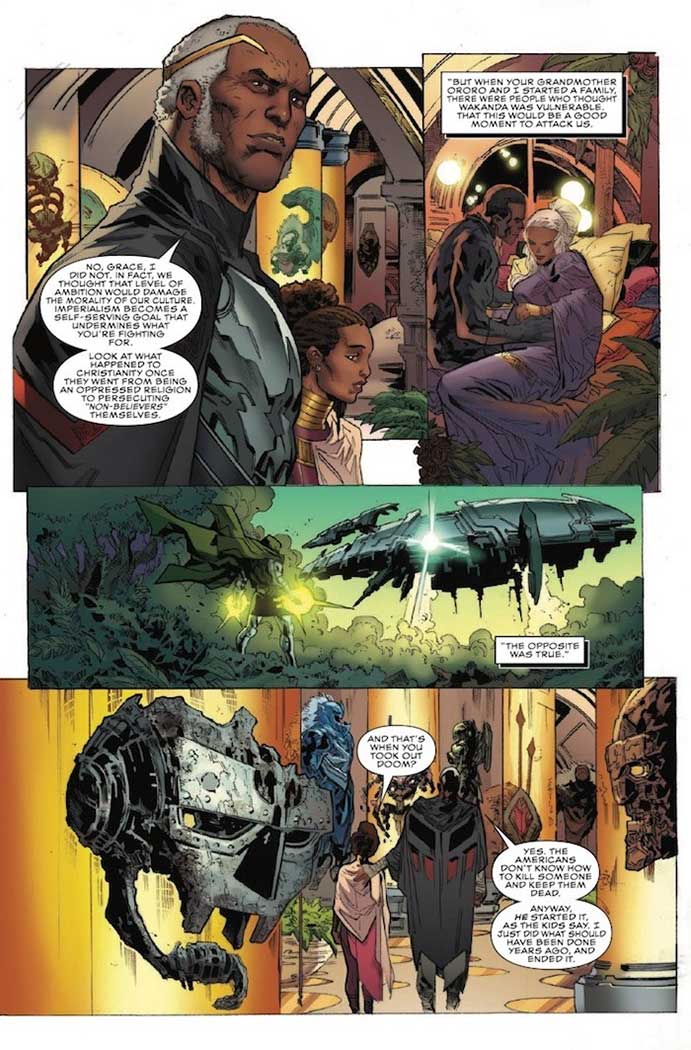 NO, GRACE, I
DID NOT. IN FACT, WE
THOUGHT THAT LEVEL OF
AMBITION WOULD DAMAGE
THE MORALITY OF OUR CULTURE.
IMPERIALISM BECOMES A
SELF-SERVING GOAL THAT
UNDERMINES WHAT
YOU'RE FIGHTING
FOR.
LOOK AT WHAT
HAPPENED TO
CHRISTIANITY ONCE
THEY WENT FROM BEING
AN OPPRESSED RELIGION
TO PERSECUTING
"NON-BELIEVERS"
THEMSELVES.
"BUT WHEN YOUR GRANDMOTHER
ORORO AND I STARTED A FAMILY,
THERE WERE PEOPLE WHO THOUGHT
WAKANDA WAS VULNERABLE.
THAT THIS WOULD BE A GOOD
MOMENT TO ATTACK US.
"THE OPPOSITE
WAS TRUE."
AND THAT'S
WHEN YOU
TOOK OUT
DOOM?
YES. THE
AMERICANS
DON'T KNOW HOW
TO KILL SOMEONE
AND KEEP THEM
DEAD.
ANYWAY,
HE STARTED IT,
AS THE KIDS SAY. I
JUST DID WHAT SHOULD
HAVE BEEN DONE
YEARS AGO, AND
ENDED IT.